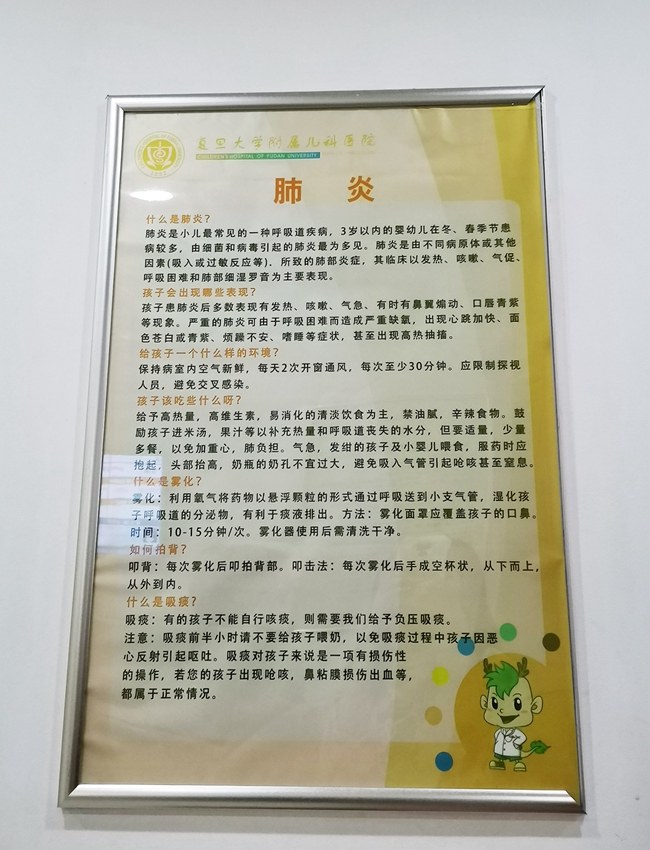 复旦大学附属儿科医院
CHILDREN'S HOSPITAL OF FUDAN UNIVERSITY
肺 炎
什么是肺炎?
肺炎是小儿最常见的一种呼吸道疾病，3岁以内的婴幼儿在冬、春季节患
病较多，由细菌和病毒引起的肺炎最为多见。肺炎是由不同病原体或其他
因素(吸入或过敏反应等)，所致的肺部炎症，其临床以发热、咳嗽、气促、
呼吸困难和肺部细湿罗音为主要表现。
孩子会出现哪些表现?
孩子患肺炎后多数表现有发热、咳嗽、气急、有时有鼻翼煽动、口唇青紫
等现象。严重的肺炎可由于呼吸困难而造成严重缺氧，出现心跳加快、面
色苍白或青紫、烦躁不安、嗜睡等症状，甚至出现高热抽搐。
给孩子一个什么样的环境?
保持病室内空气新鲜，每天2次开窗通风，每次至少30分钟。应限制探视
人员，避免交叉感染。
孩子该吃些什么呀?
给予高热量，高维生素，易消化的清淡饮食为主，禁油腻，辛辣食物。鼓
励孩子进米汤，果汁等以补充热量和呼吸道丧失的水分，但要适量，少量
多餐，以免加重心，肺负担。气急，发绀的孩子及小婴儿喂食，服药时应
抱起，头部抬高，奶瓶的奶孔不宜过大，避免吸入气管引起呛咳甚至窒息。
什么是雾化?
雾化：利用氧气将药物以悬浮颗粒的形式通过呼吸送到小支气管，湿化孩
子呼吸道的分泌物，有利于痰液排出。方法：雾化面罩应覆盖孩子的口鼻。
时间：10-15分钟/次。雾化器使用后需清洗干净。
如何拍背?
叩背：每次雾化后叩拍背部。叩击法：每次雾化后手成空杯状，从下而上，
从外到内。
什么是吸痰?
吸痰：有的孩子不能自行咳痰，则需要我们给予负压吸痰。
注意：吸痰前半小时请不要给孩子喂奶，以免吸痰过程中孩子因恶
心反射引起呕吐。吸痰对孩子来说是一项有损伤性
的操作，若您的孩子出现呛咳，鼻粘膜损伤出血等，
都属于正常情况。